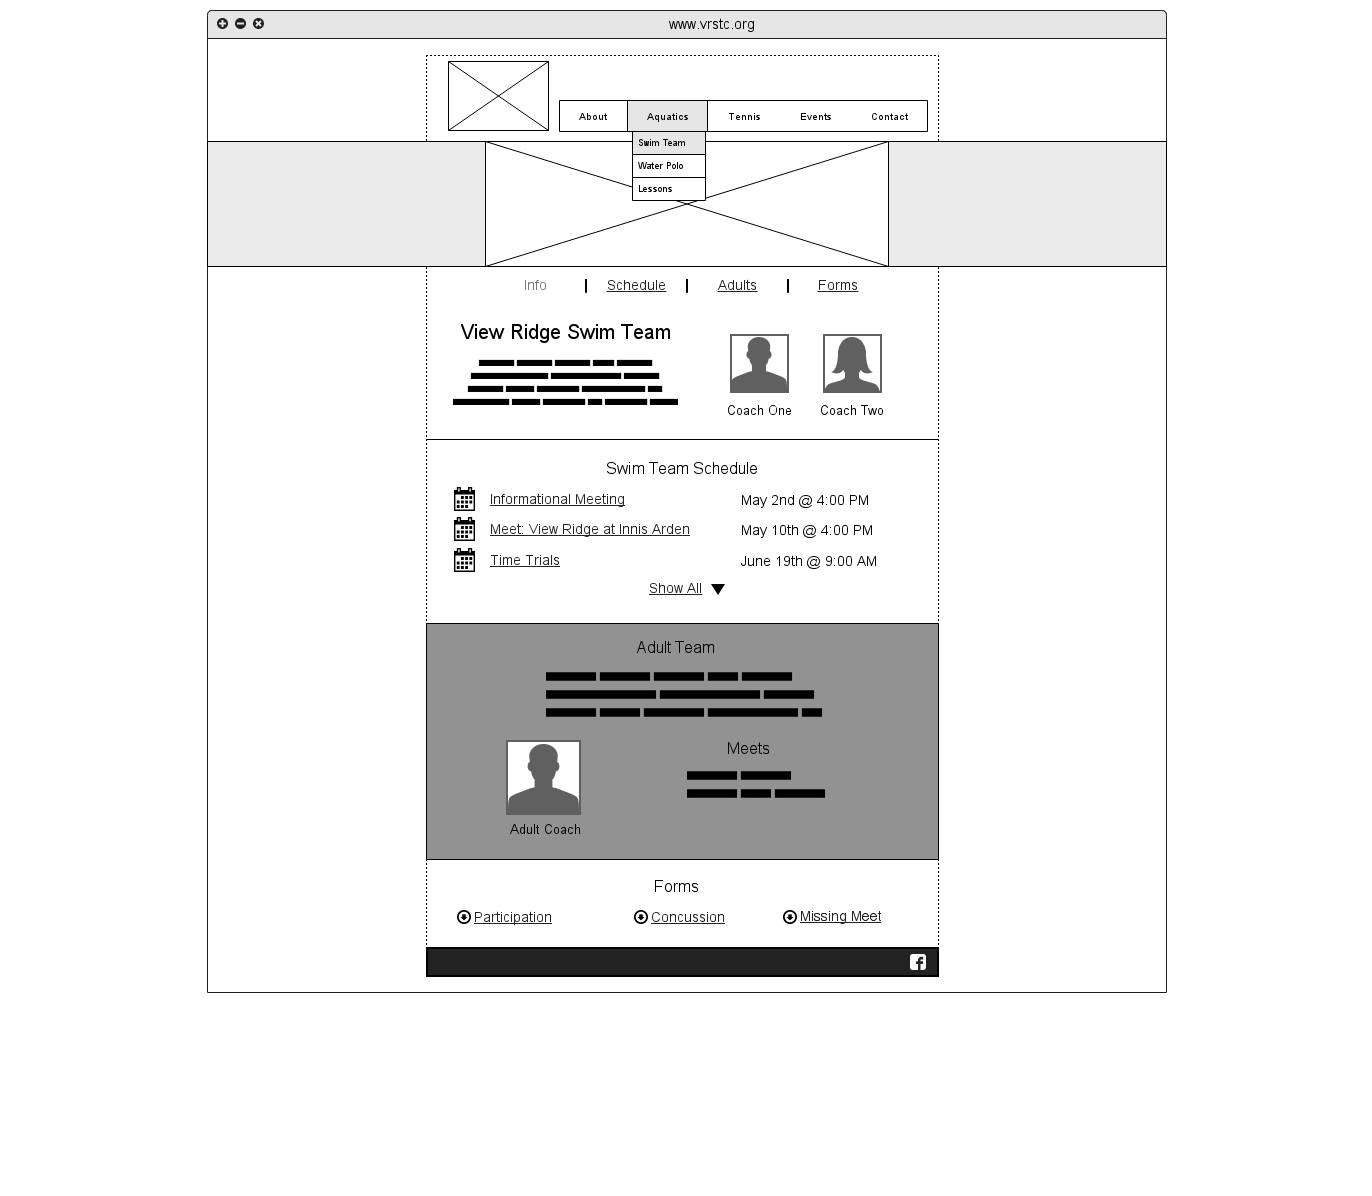 www.vrstc.org
About Aquatics Tennis Events Contact
Swim Team
Water Polo
Lessons
Info Schedule Adults Forms
View Ridge Swim Team
Coach One Coach Two
Swim Team Schedule
Informational Meeting May 2nd @ 4:00 PM
Meet: View Ridge at Innis Arden May 10th @ 4:00 PM
Time Trials June 19th @ 9:00 AM
Show All
Adult Team
Meets
Adult Coach
Forms
Participation Concussion Missing Meet